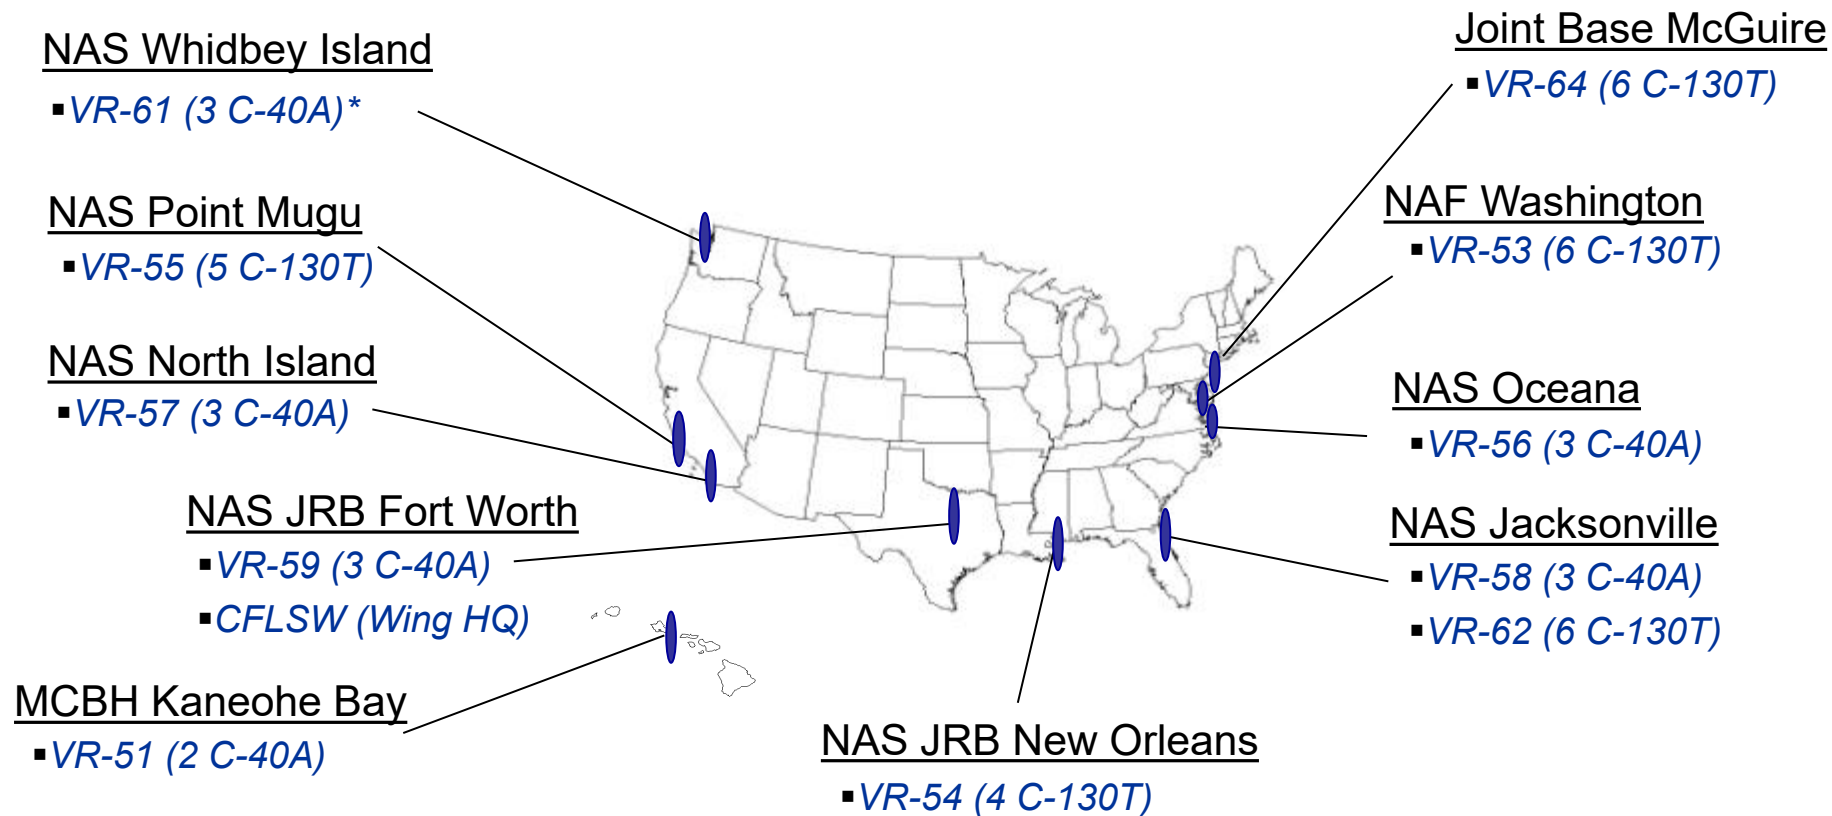 NAS Whidbey Island
▪VR-61 (3 C-40A)*
NAS Point Mugu
▪VR-55 (5 C-130T)
NAS North Island
▪VR-57 (3 C-40A)
NAS JRB Fort Worth
▪VR-59 (3 C-40A)
▪CFLSW (Wing HQ)
MCBH Kaneohe Bay
▪VR-51 (2 C-40A)
NAS JRB New Orleans
▪VR-54 (4 C-130T)
Joint Base McGuire
▪VR-64 (6 C-130T)
NAF Washington
▪VR-53 (6 C-130T)
NAS Oceana
▪VR-56 (3 C-40A)
NAS Jacksonville
▪VR-58 (3 C-40A)
▪VR-62 (6 C-130T)